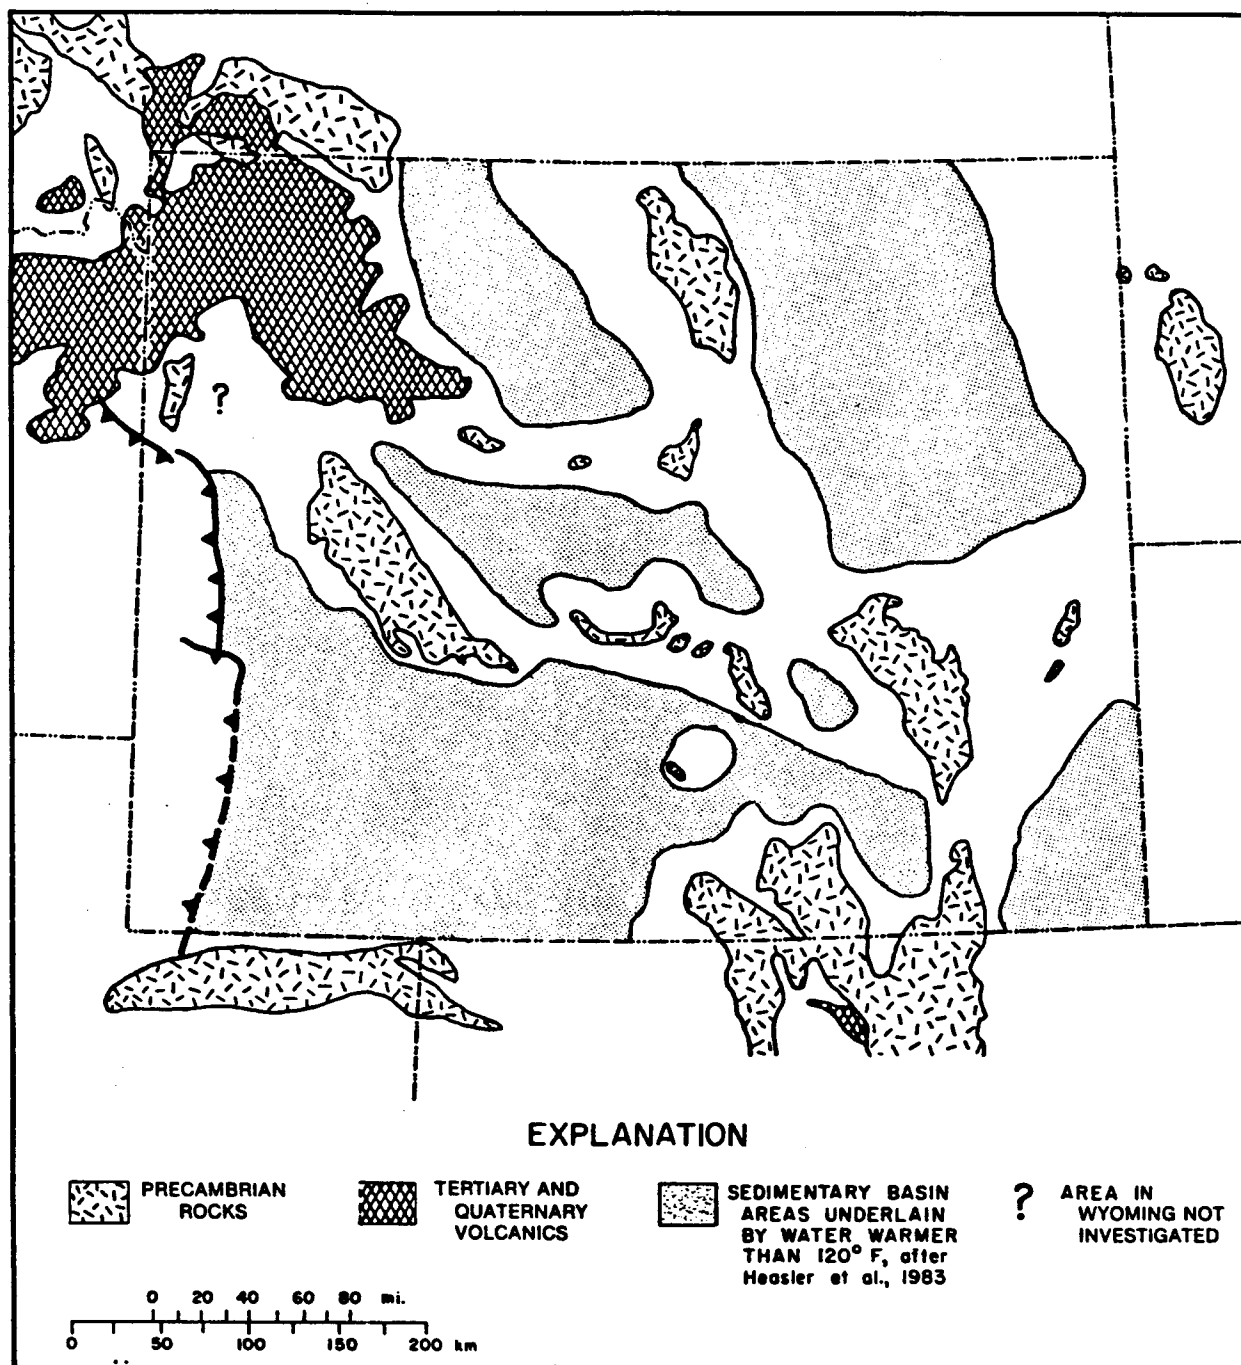 ?
EXPLANATION
PRECAMBRIAN
ROCKS
TERTIARY AND
QUATERNARY
VOLCANICS
SEDIMENTARY BASIN
AREAS UNDERLAIN
BY WATER WARMER
THAN 120° F, after
Heasler et al., 1983
?
AREA IN
WYOMING NOT
INVESTIGATED
0 20 40 60 80 mi.
0 50 100 150 200 km